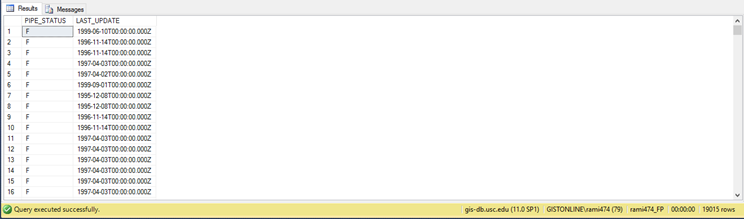 Results Messages
PIPE_STATUS LAST_UPDATE
1 F 1999-06-10T00:00:00.000Z
2 F 1996-11-14T00:00:00.000Z
3 F 1996-11-14T00:00:00.000Z
4 F 1997-04-03T00:00:00.000Z
5 F 1997-04-02T00:00:00.000Z
6 F 1999-09-01T00:00:00.000Z
7 F 1995-12-08T00:00:00.000Z
8 F 1995-12-08T00:00:00.000Z
9 F 1996-11-14T00:00:00.000Z
10 F 1996-11-14T00:00:00.000Z
11 F 1997-04-03T00:00:00.000Z
12 F 1997-04-03T00:00:00.000Z
13 F 1997-04-03T00:00:00.000Z
14 F 1997-04-03T00:00:00.000Z
15 F 1997-04-03T00:00:00.000Z
16 F 1997-04-03T00:00:00.000Z
Query executed successfully. gis-db.usc.edu (11.0 SP1) GISTONLINE\rami474 (79) rami474_FP 00:00:00 19015 rows